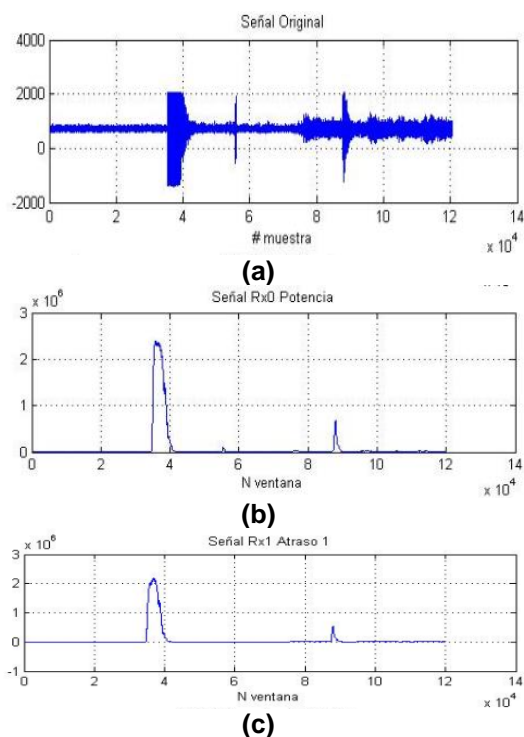 Señal Original
4000
2000
0
-2000
0 2 4 6 8 10 12 14
# muestra
x 10^4
(a)
x 10^6
Señal Rx0 Potencia
3
2
1
0
0 2 4 6 8 10 12 14
N ventana
x 10^4
(b)
x 10^6
Señal Rx1 Atraso 1
3
2
1
0
-1
0 2 4 6 8 10 12 14
N ventana
x 10^4
(c)